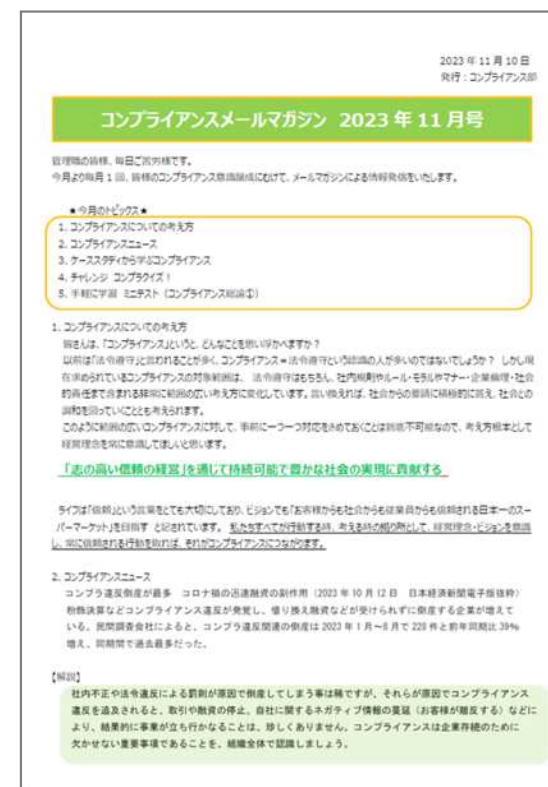 2023 年 11 月 10 日
発行：コンプライアンス部
コンプライアンスメールマガジン 2023 年 11 月号
管理職の皆様、毎日ご苦労様です。
今月より毎月 1 回、皆様のコンプライアンス意識醸成にむけて、メールマガジンによる情報発信をいたします。
★今月のトピックス★
1. コンプライアンスについての考え方
2. コンプライアンスニュース
3. ケーススタディから学ぶコンプライアンス
4. チャレンジ コンプラクイズ！
5. 手軽に学習 ミニテスト（コンプライアンス総論①）
1. コンプライアンスについての考え方
皆さんは、「コンプライアンス」というと、どんなことを思い浮かべますか？
以前は「法令遵守」と言われることが多く、コンプライアンス＝法令遵守という認識の人が多いのではないでしょうか？ しかし現
在求められているコンプライアンスの対象範囲は、 法令遵守はもちろん、社内規則やルール・モラルやマナー・企業倫理・社会
的責任まで含まれる非常に範囲の広い考え方に変化しています。言い換えれば、社会からの要請に積極的に答え、社会との
調和を図っていくことも考えられます。
このように範囲の広いコンプライアンスに対して、事前に一つ一つ対応を決めておくことは到底不可能なので、考え方根本として
経営理念を常に意識してほしいと思います。
「志の高い信頼の経営」を通じて持続可能で豊かな社会の実現に貢献する
ライフは「信頼」という言葉をとても大切にしており、ビジョンでも「お客様からも社会からも従業員からも信頼される日本一のスー
パーマーケット」を目指す と記されています。 私たちすべてが行動する時、考える時の拠り所として、経営理念・ビジョンを意識
し、常に信頼される行動を取れば、それがコンプライアンスにつながります。
2. コンプライアンスニュース
コンプラ違反倒産が最多 コロナ禍の迅速融資の副作用（2023 年 10 月 12 日 日本経済新聞電子版抜粋）
粉飾決算などコンプライアンス違反が発覚し、借り換え融資などが受けられずに倒産する企業が増えて
いる。民間調査会社によると、コンプラ違反関連の倒産は 2023 年 1 月～8 月で 228 件と前年同期比 39%
増え、同期間で過去最多だった。
【解説】
社内不正や法令違反による罰則が原因で倒産してしまう事は稀ですが、それらが原因でコンプライアンス
違反を追及されると、取引や融資の停止、自社に関するネガティブ情報の蔓延（お客様が離反する）などに
より、結果的に事業が立ち行かなることは、珍しくありません。コンプライアンスは企業存続のために
欠かせない重要事項であることを、組織全体で認識しましょう。